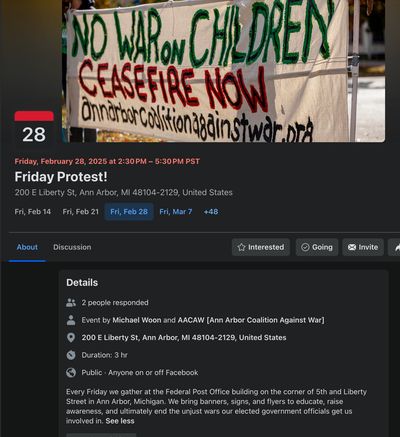 NO WAR ON CHILDREN
CEASEFIRE NOW
annarborcoalitionagainstwar.org
28
Friday, February 28, 2025 at 2:30 PM – 5:30 PM PST
Friday Protest!
200 E Liberty St, Ann Arbor, MI 48104-2129, United States
Fri, Feb 14 Fri, Feb 21 Fri, Feb 28 Fri, Mar 7 +48
About Discussion Interested Going Invite
Details
2 people responded
Event by Michael Woon and AACAW [Ann Arbor Coalition Against War]
200 E Liberty St, Ann Arbor, MI 48104-2129, United States
Duration: 3 hr
Public · Anyone on or off Facebook
Every Friday we gather at the Federal Post Office building on the corner of 5th and Liberty
Street in Ann Arbor, Michigan. We bring banners, signs, and flyers to educate, raise
awareness, and ultimately end the unjust wars our elected government officials get us
involved in. See less